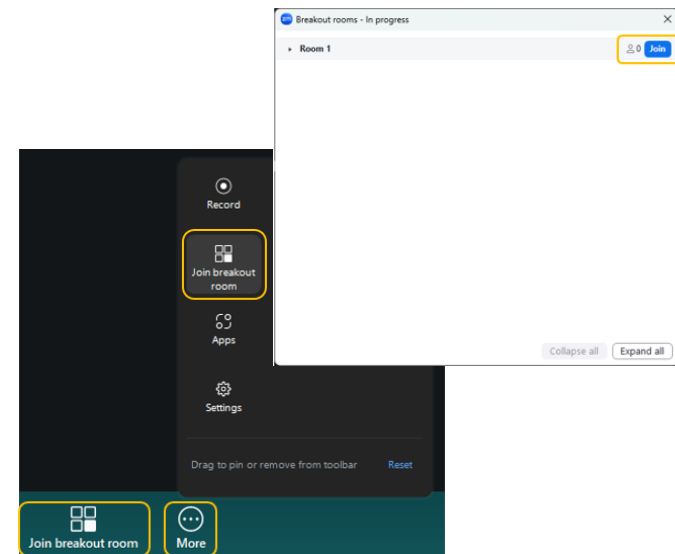 zm Breakout rooms - In progress
Room 1
0 Join
Collapse all Expand all
Record
Join breakout
room
Apps
Settings
Drag to pin or remove from toolbar Reset
Join breakout room More